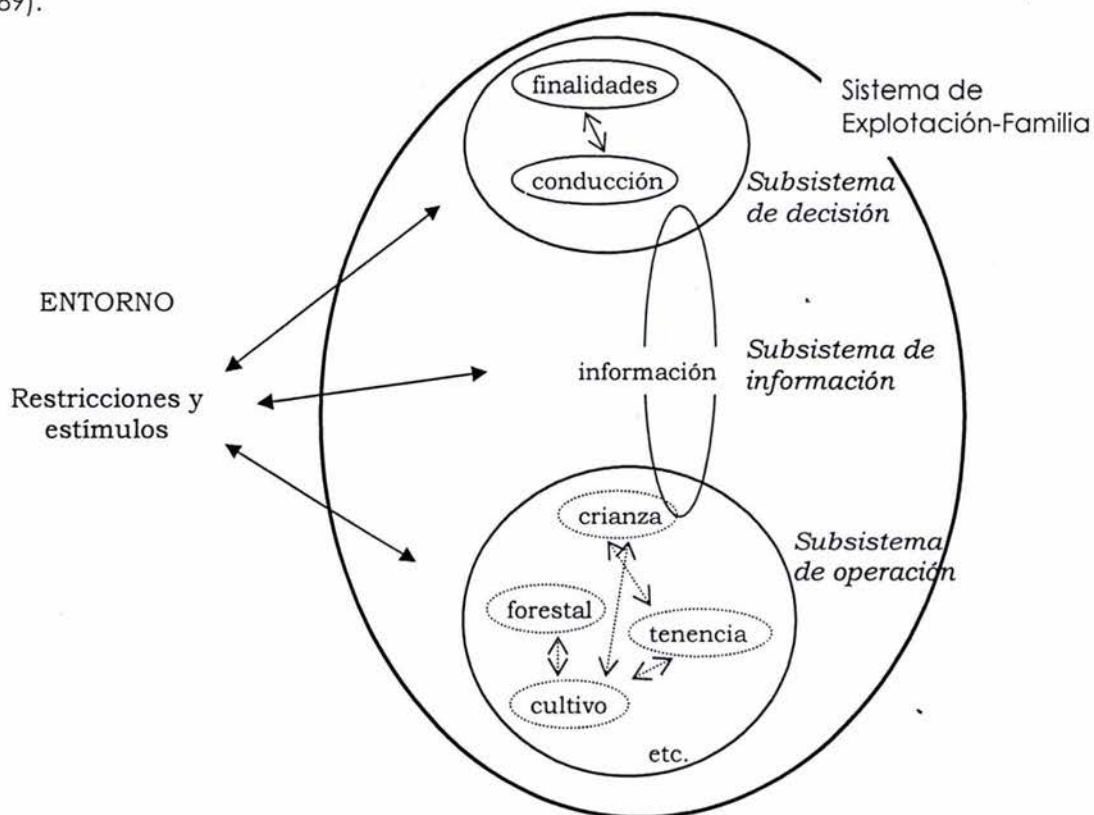 89).
finalidades
Sistema de
Explotación-Familia
conducción
Subsistema
de decisión
ENTORNO
Subsistema de
información
información
Restricciones y
estímulos
crianza
Subsistema
de operación
forestal
tenencia
cultivo
etc.